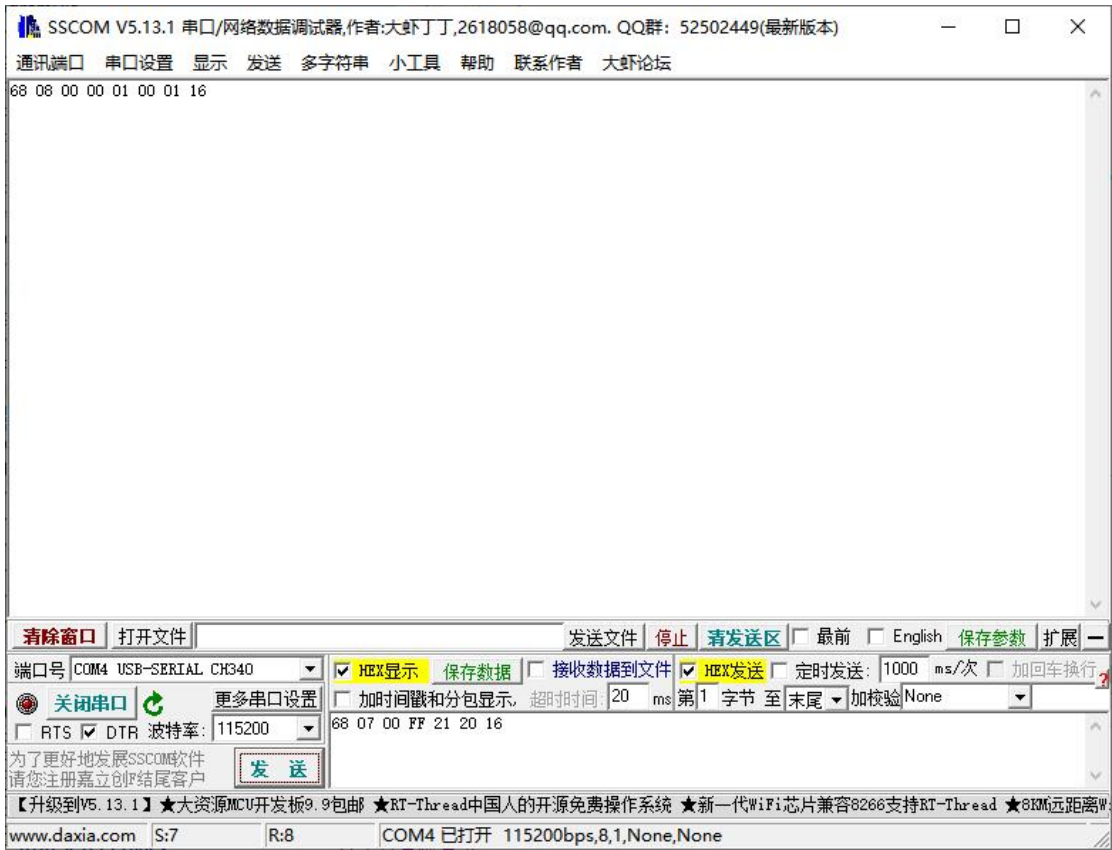 SSCOM V5.13.1 串口/网络数据调试器,作者:大虾丁丁,2618058@qq.com. QQ群: 52502449(最新版本)
通讯端口 串口设置 显示 发送 多字符串 小工具 帮助 联系作者 大虾论坛
68 08 00 00 01 00 01 16
清除窗口 打开文件 发送文件 停止 清发送区 最前 English 保存参数 扩展 —
端口号 COM4 USB-SERIAL CH340 HEX显示 保存数据 接收数据到文件 HEX发送 定时发送: 1000 ms/次 加回车换行
关闭串口 更多串口设置 加时间戳和分包显示, 超时时间: 20 ms 第 1 字节 至 末尾 加校验 None
RTS DTR 波特率: 115200 68 07 00 FF 21 20 16
为了更好地发展SSCOM软件
请您注册嘉立创F结尾客户 发 送
【升级到V5.13.1】★大资源MCU开发板9.9包邮 ★RT-Thread中国人的开源免费操作系统 ★新一代WiFi芯片兼容8266支持RT-Thread ★8KM远距离W
www.daxia.com S:7 R:8 COM4 已打开 115200bps,8,1,None,None